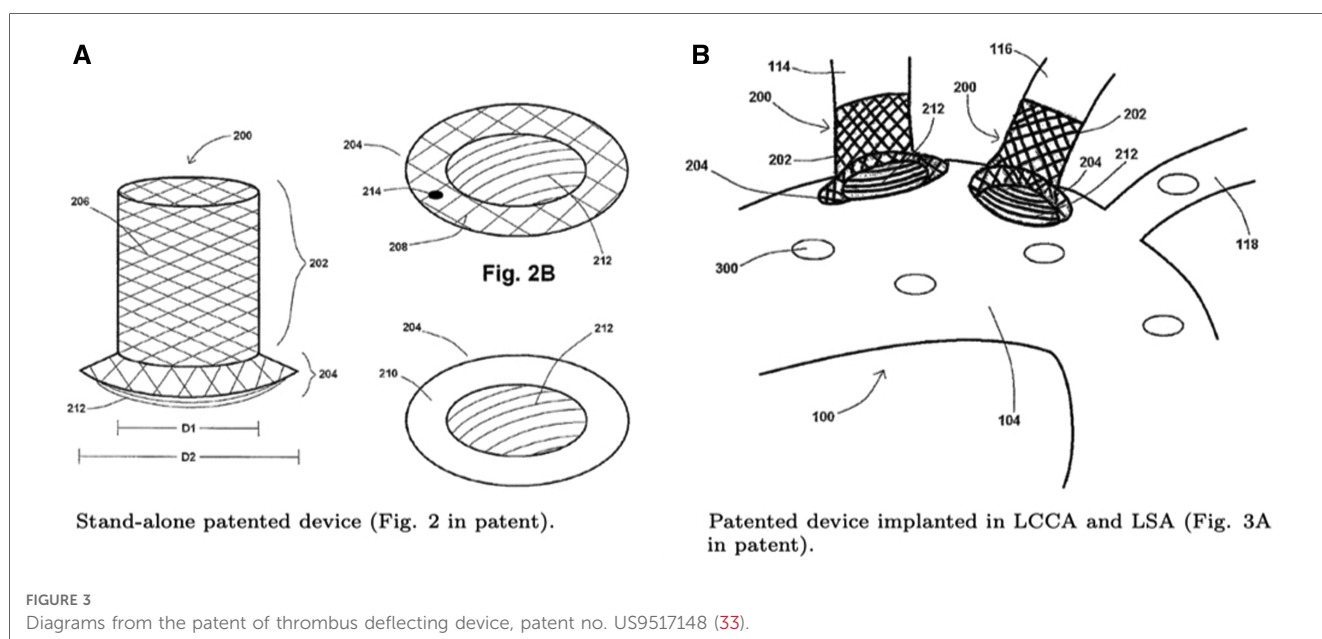 A
200
206
202
204
212
D1
D2
204
214
208
212
Fig. 2B
204
212
210
Stand-alone patented device (Fig. 2 in patent).
B
114
116
200
200
212
202
202
204
204
212
300
118
100
104
Patented device implanted in LCCA and LSA (Fig. 3A
in patent).
FIGURE 3
Diagrams from the patent of thrombus deflecting device, patent no. US9517148 (33).